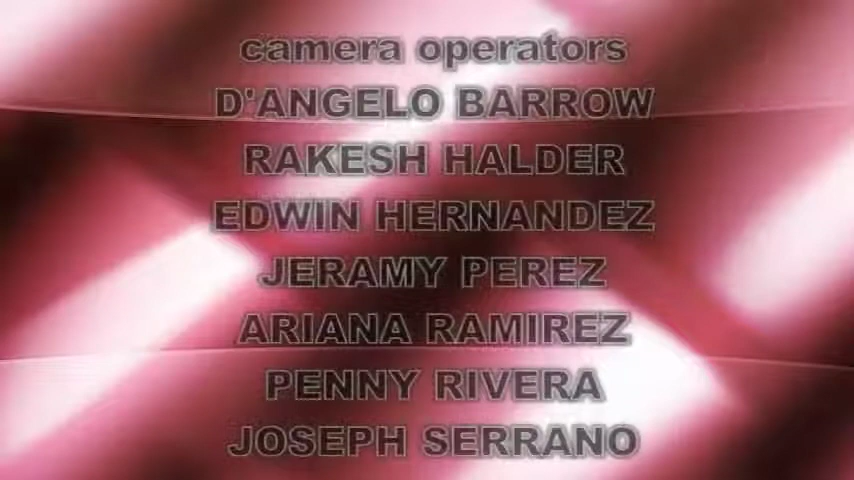 camera operators
D'ANGELO BARROW
RAKESH HALDER
EDWIN HERNANDEZ
JERAMY PEREZ
ARIANA RAMIREZ
PENNY RIVERA
JOSEPH SERRANO